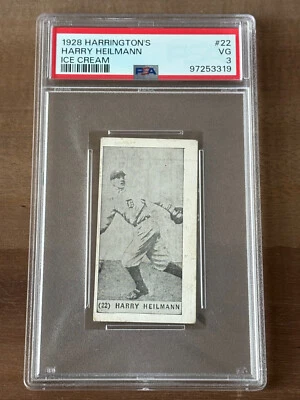 1928 HARRINGTON'S #22
HARRY HEILMANN VG
ICE CREAM PSA 3
97253319
(22) HARRY HEILMANN